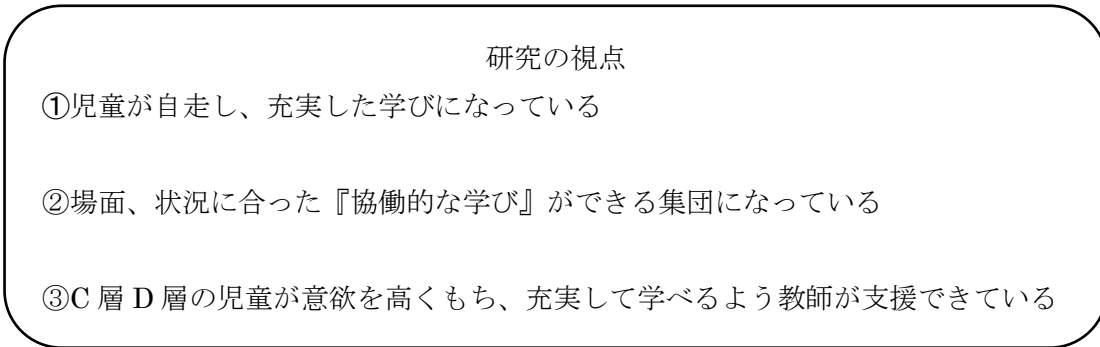 研究の視点
①児童が自走し、充実した学びになっている
②場面、状況に合った『協働的な学び』ができる集団になっている
③C 層 D 層の児童が意欲を高くもち、充実して学べるよう教師が支援できている